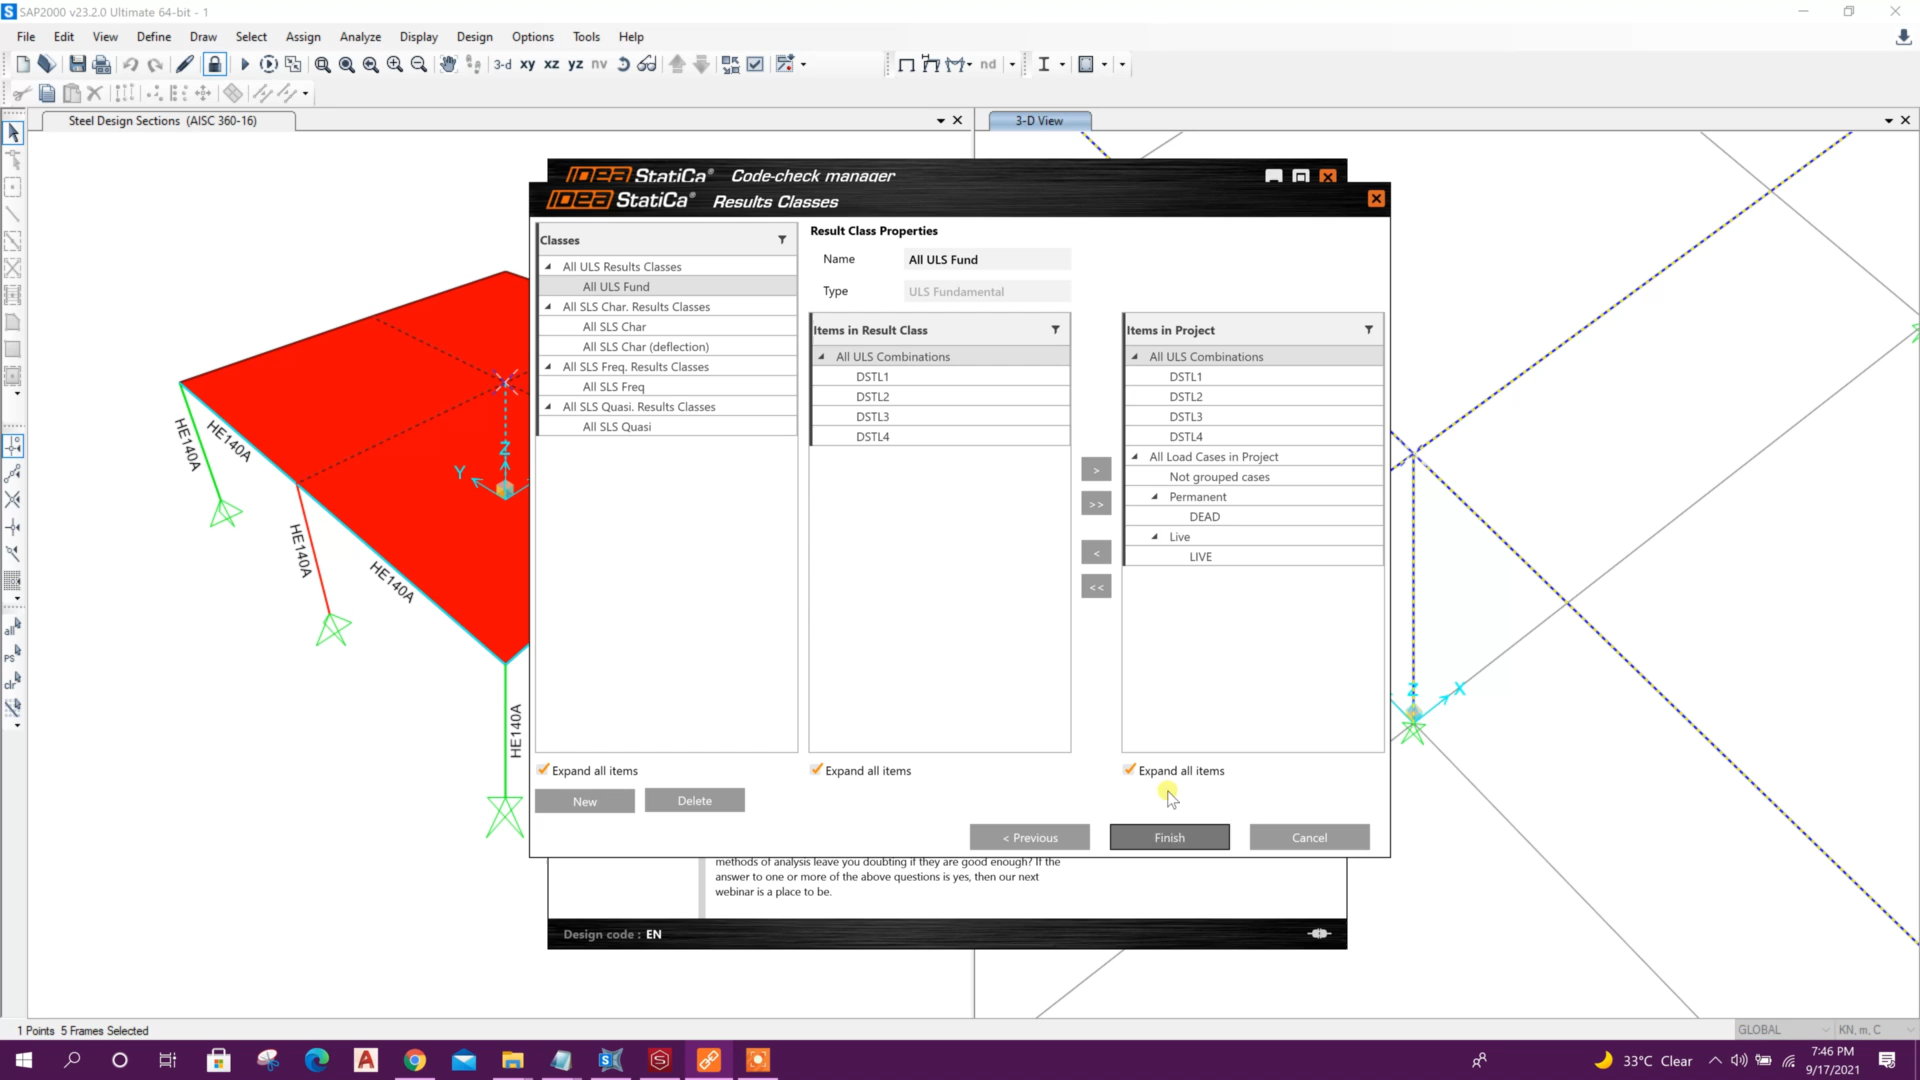 SAP2000 v23.2.0 Ultimate 64-bit - 1
File Edit View Define Draw Select Assign Analyze Display Design Options Tools Help
3-d xy xz yz nv nd
Steel Design Sections (AISC 360-16)
3-D View
IDEA StatiCa® Code-check manager
IDEA StatiCa® Results Classes
Classes
All ULS Results Classes
All ULS Fund
All SLS Char. Results Classes
All SLS Char
All SLS Char (deflection)
All SLS Freq. Results Classes
All SLS Freq
All SLS Quasi. Results Classes
All SLS Quasi
Expand all items
New Delete
Result Class Properties
Name All ULS Fund
Type ULS Fundamental
Items in Result Class
All ULS Combinations
DSTL1
DSTL2
DSTL3
DSTL4
Expand all items
>
>>
<
<<
Items in Project
All ULS Combinations
DSTL1
DSTL2
DSTL3
DSTL4
All Load Cases in Project
Not grouped cases
Permanent
DEAD
Live
LIVE
Expand all items
< Previous Finish Cancel
methods of analysis leave you doubting if they are good enough? If the
answer to one or more of the above questions is yes, then our next
webinar is a place to be.
Design code : EN
HE140A
HE140A
HE140A
HE140A
HE140A
Z
Y
Z
X
all
PS
clr
1 Points 5 Frames Selected
GLOBAL KN, m, C
33°C Clear
7:46 PM
9/17/2021